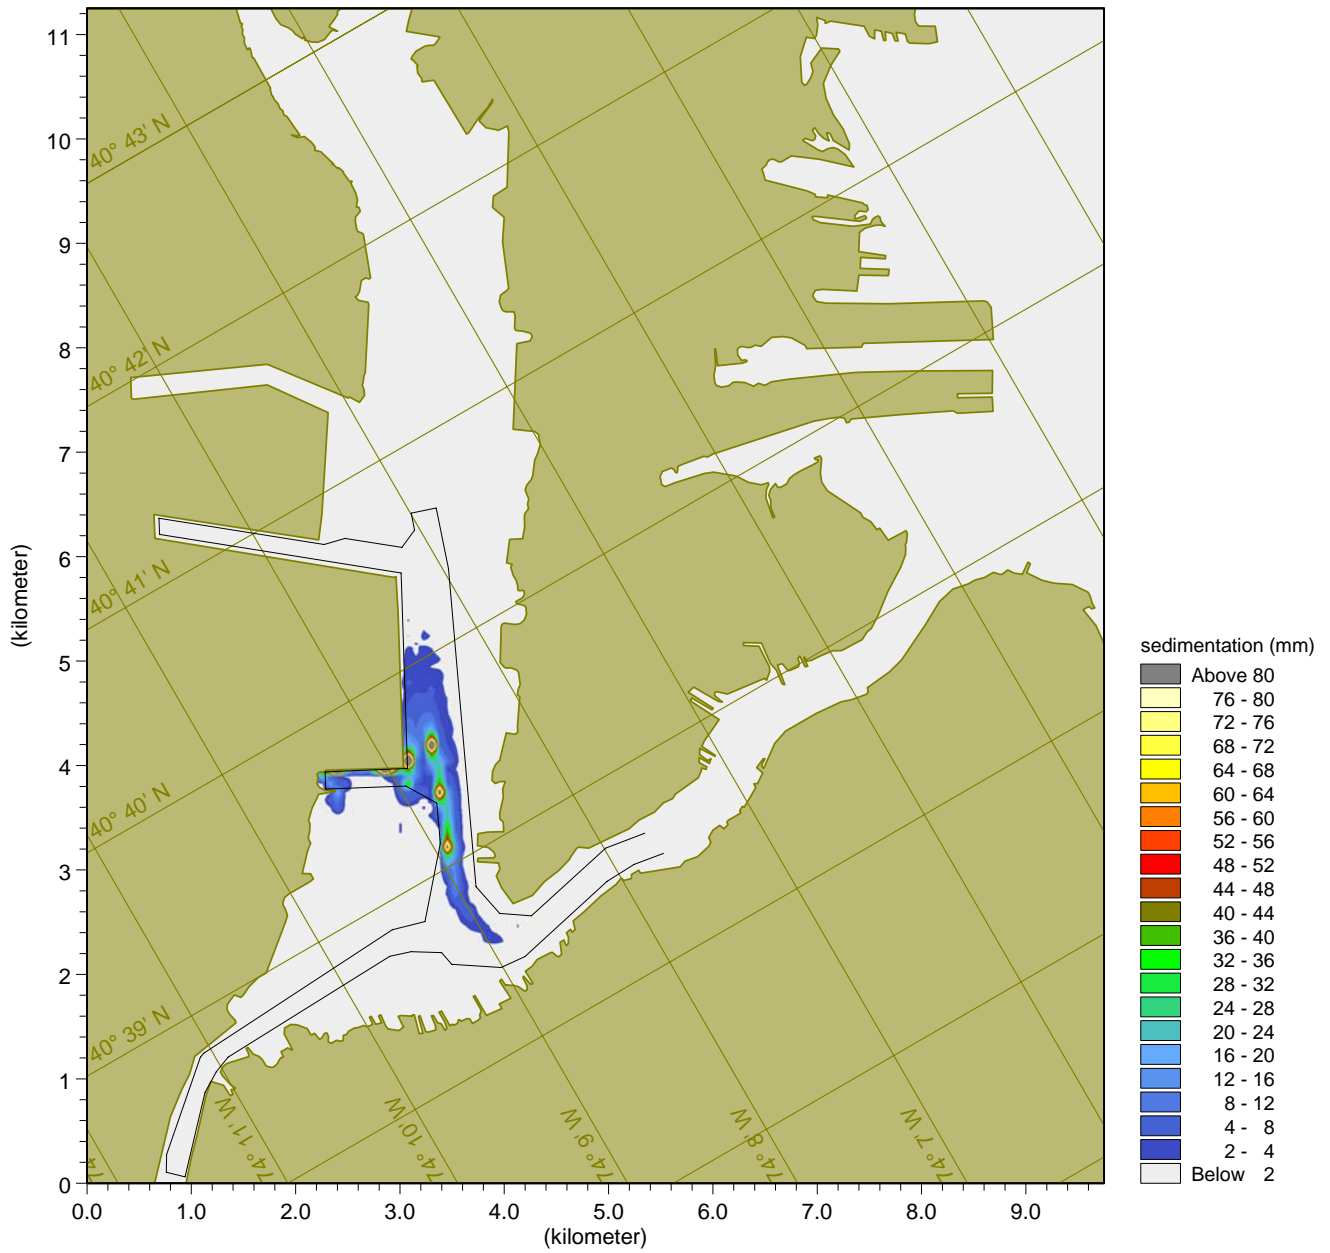 11
10
9
8
7
6
5
4
3
2
1
0
(kilometer)
40° 43' N
40° 42' N
40° 41' N
40° 40' N
40° 39' N
74° 11' W
74° 10' W
74° 9' W
74° 8' W
74° 7' W
0.0 1.0 2.0 3.0 4.0 5.0 6.0 7.0 8.0 9.0
(kilometer)
sedimentation (mm)
Above 80
76 - 80
72 - 76
68 - 72
64 - 68
60 - 64
56 - 60
52 - 56
48 - 52
44 - 48
40 - 44
36 - 40
32 - 36
28 - 32
24 - 28
20 - 24
16 - 20
12 - 16
8 - 12
4 - 8
2 - 4
Below 2